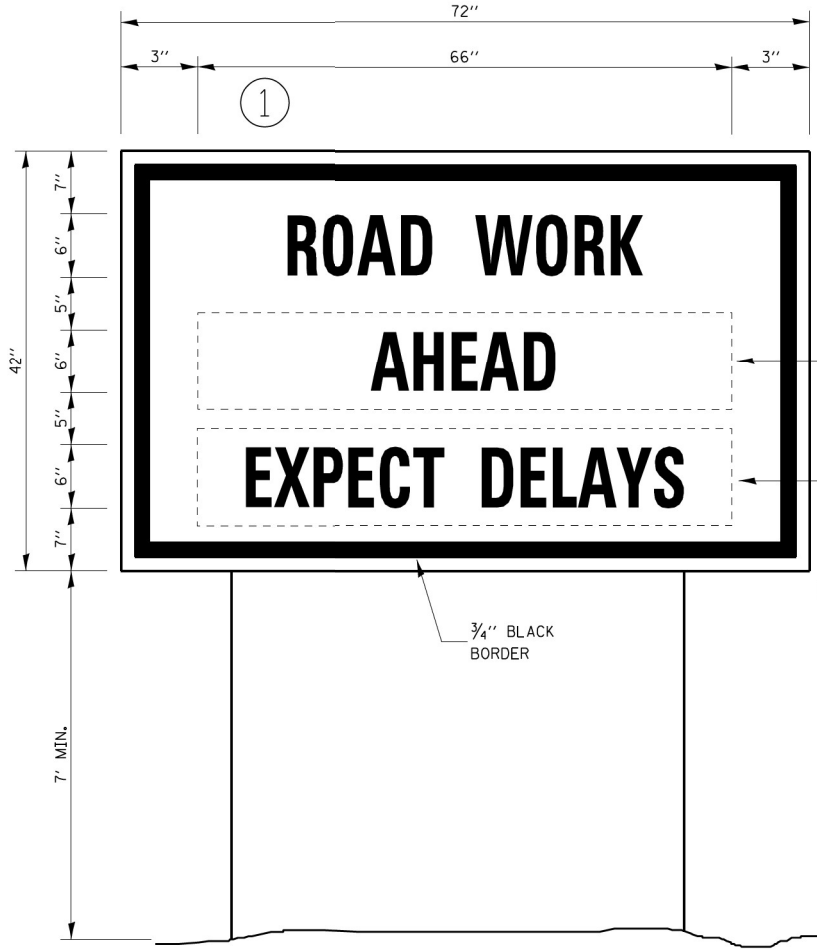 72''
3'' 66'' 3''
1
7''
6''
5''
6''
5''
6''
7''
42''
ROAD WORK
AHEAD
EXPECT DELAYS
3/4'' BLACK
BORDER
7' MIN.